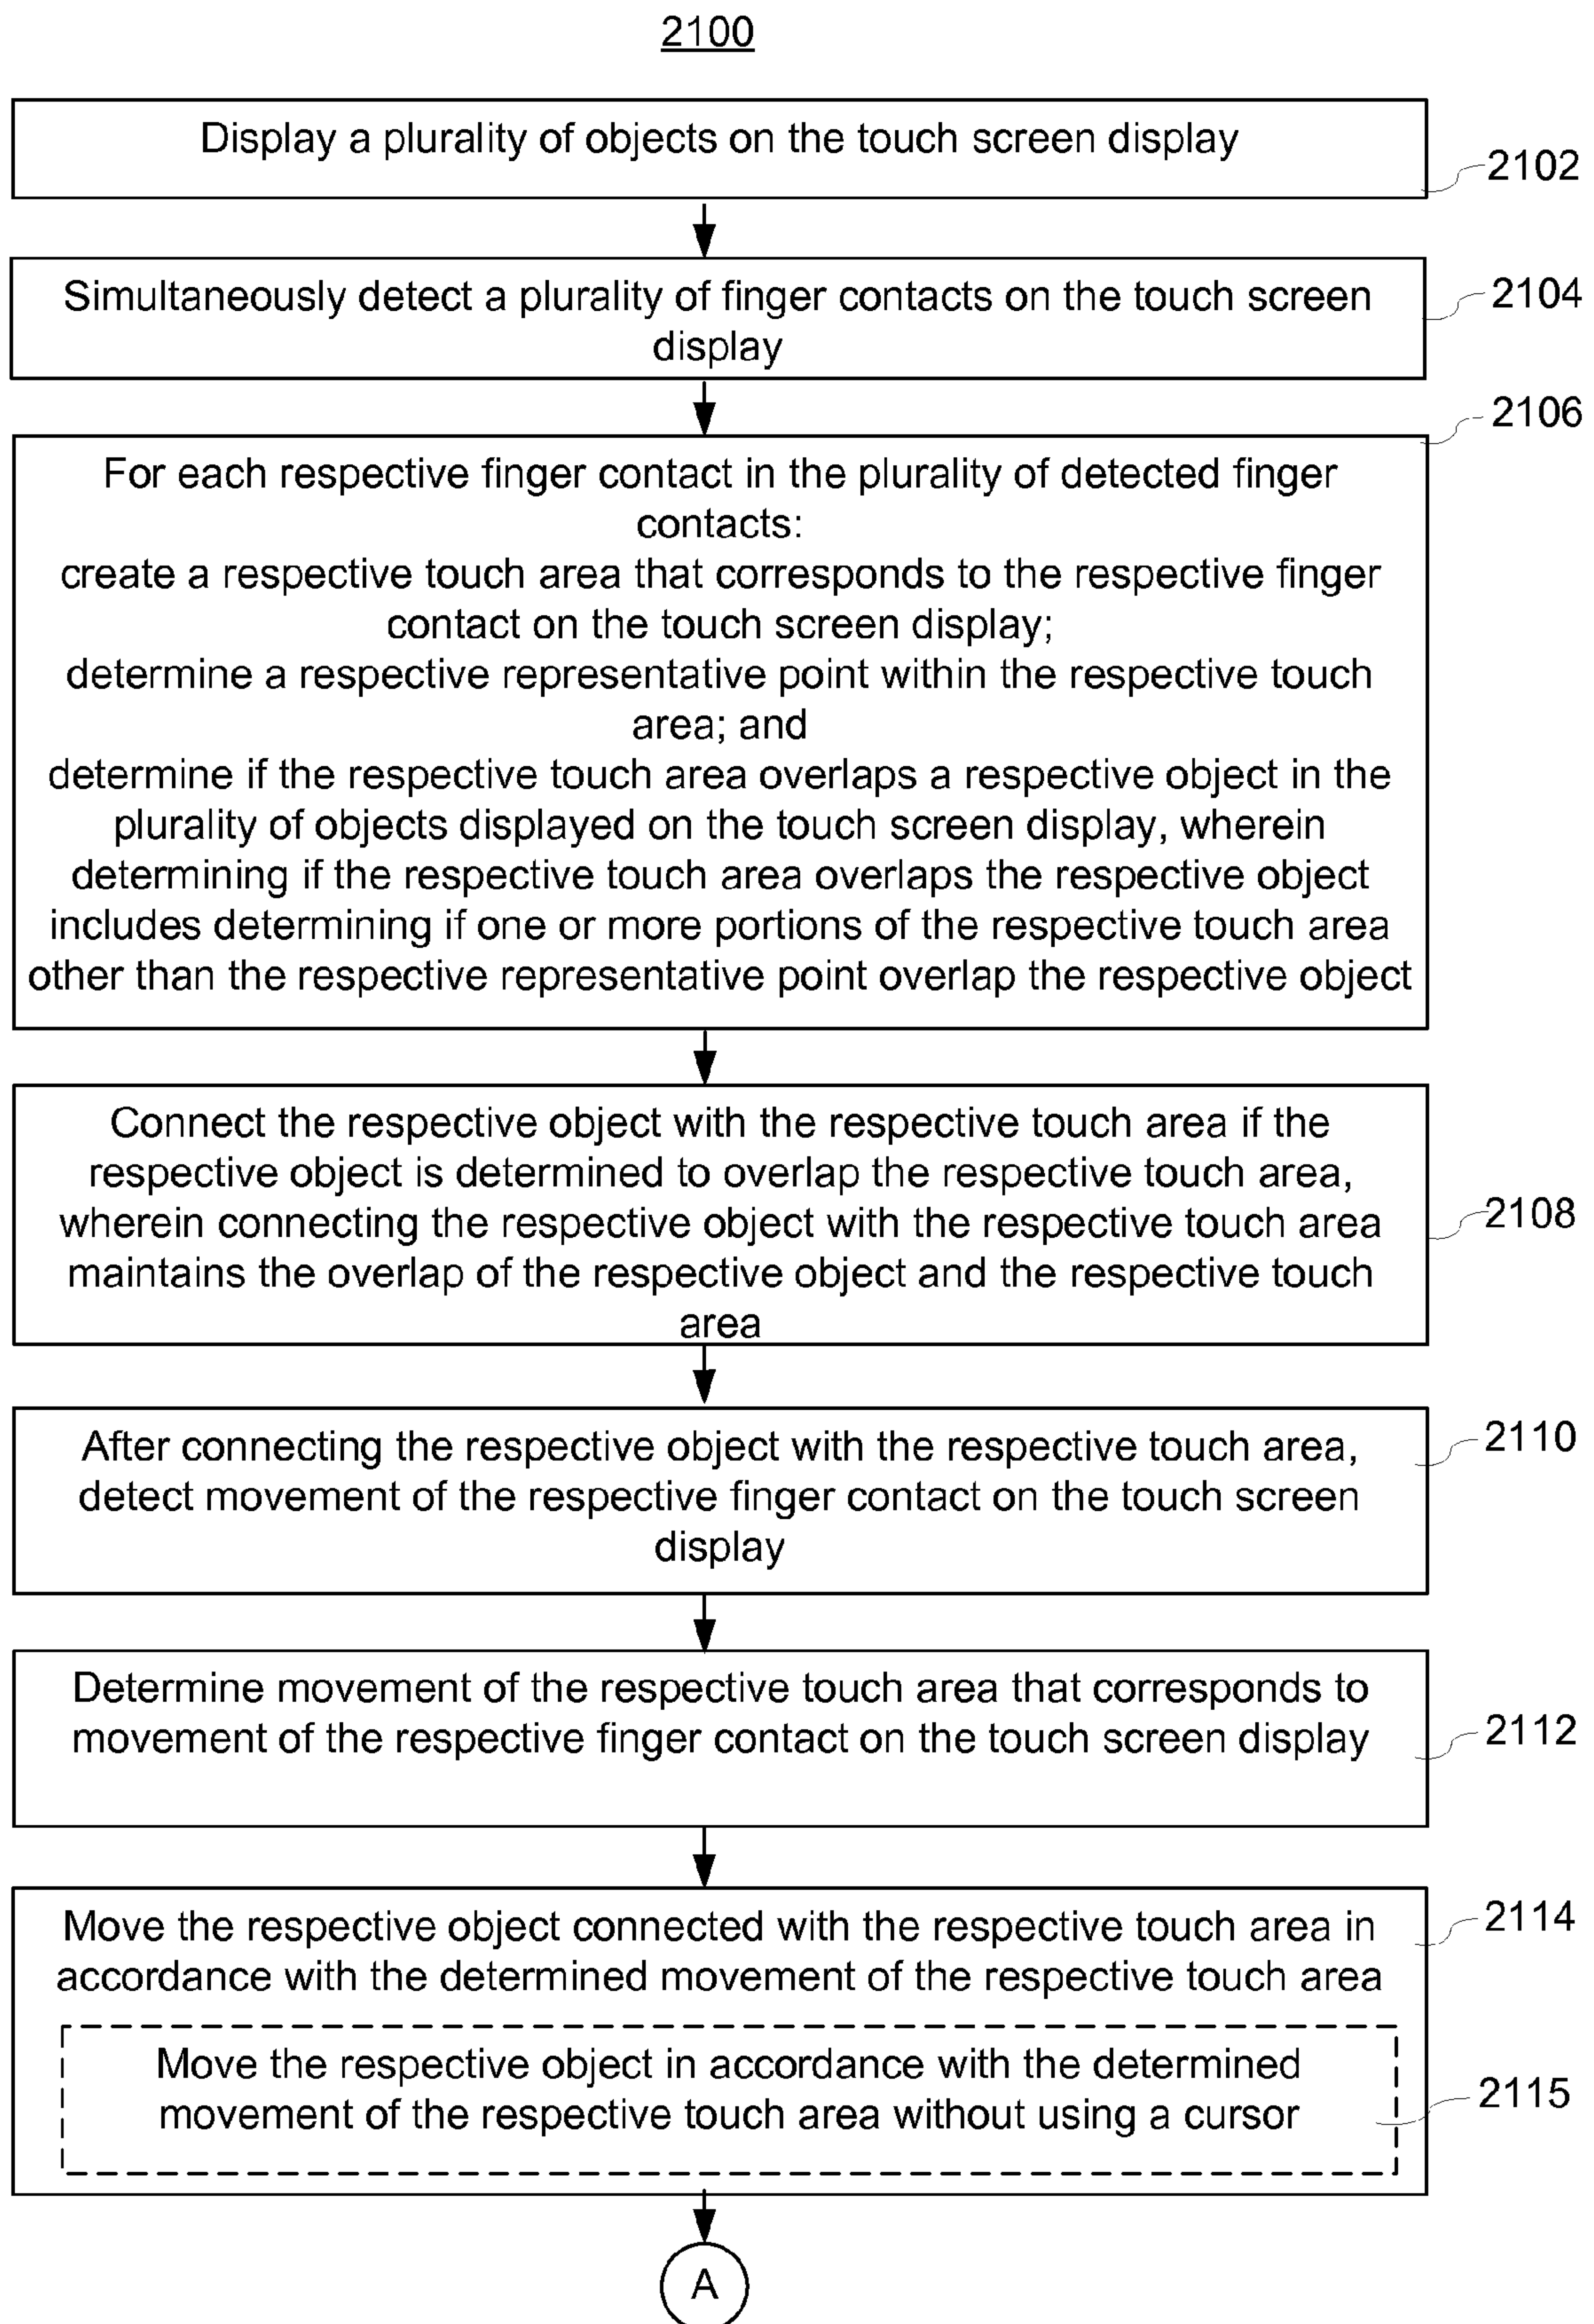 2100
Display a plurality of objects on the touch screen display
2102
Simultaneously detect a plurality of finger contacts on the touch screen
display
2104
2106
For each respective finger contact in the plurality of detected finger
contacts:
create a respective touch area that corresponds to the respective finger
contact on the touch screen display;
determine a respective representative point within the respective touch
area; and
determine if the respective touch area overlaps a respective object in the
plurality of objects displayed on the touch screen display, wherein
determining if the respective touch area overlaps the respective object
includes determining if one or more portions of the respective touch area
other than the respective representative point overlap the respective object
Connect the respective object with the respective touch area if the
respective object is determined to overlap the respective touch area,
wherein connecting the respective object with the respective touch area
maintains the overlap of the respective object and the respective touch
area
2108
After connecting the respective object with the respective touch area,
detect movement of the respective finger contact on the touch screen
display
2110
Determine movement of the respective touch area that corresponds to
movement of the respective finger contact on the touch screen display
2112
Move the respective object connected with the respective touch area in
accordance with the determined movement of the respective touch area
2114
Move the respective object in accordance with the determined
movement of the respective touch area without using a cursor
2115
A